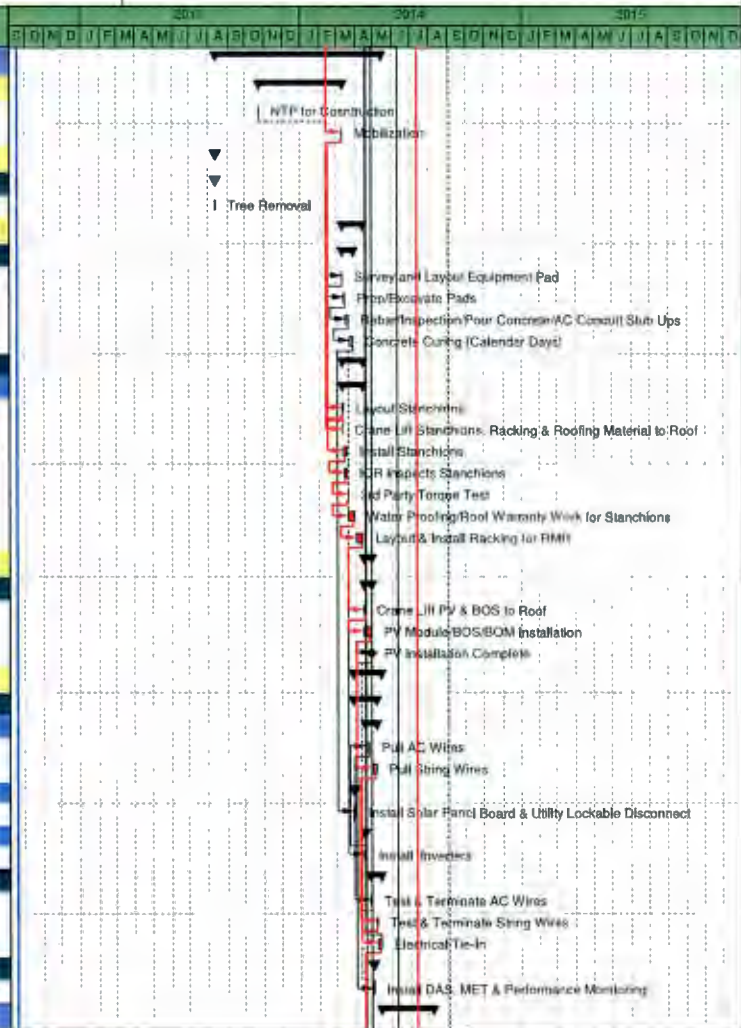 2013 2014 2015
S O N D J F M A M J J A S O N D J F M A M J J A S O N D J F M A M J J A S O N D
NTP for Cosntruction
Mobilization
Tree Removal
Survey and Layout Equipment Pad
Prep/Excavate Pads
Rebar/Inspection/Pour Concrete/AC Conduit Stub Ups
Concrete Curing (Calendar Days)
Layout Stanchions
Crane Lift Stanchions, Racking & Roofing Material to Roof
Install Stanchions
IOR Inspects Stanchions
3rd Party Torque Test
Water Proofing/Roof Warranty Work for Stanchions
Layout & Install Racking for RMI1
Crane Lift PV & BOS to Roof
PV Module/BOS/BOM Installation
PV Installation Complete
Pull AC Wires
Pull String Wires
Install Solar Panel Board & Utility Lockable Disconnect
Install Inverters
Test & Terminate AC Wires
Test & Terminate String Wires
Electrical Tie-In
Install DAS, MET & Performance Monitoring